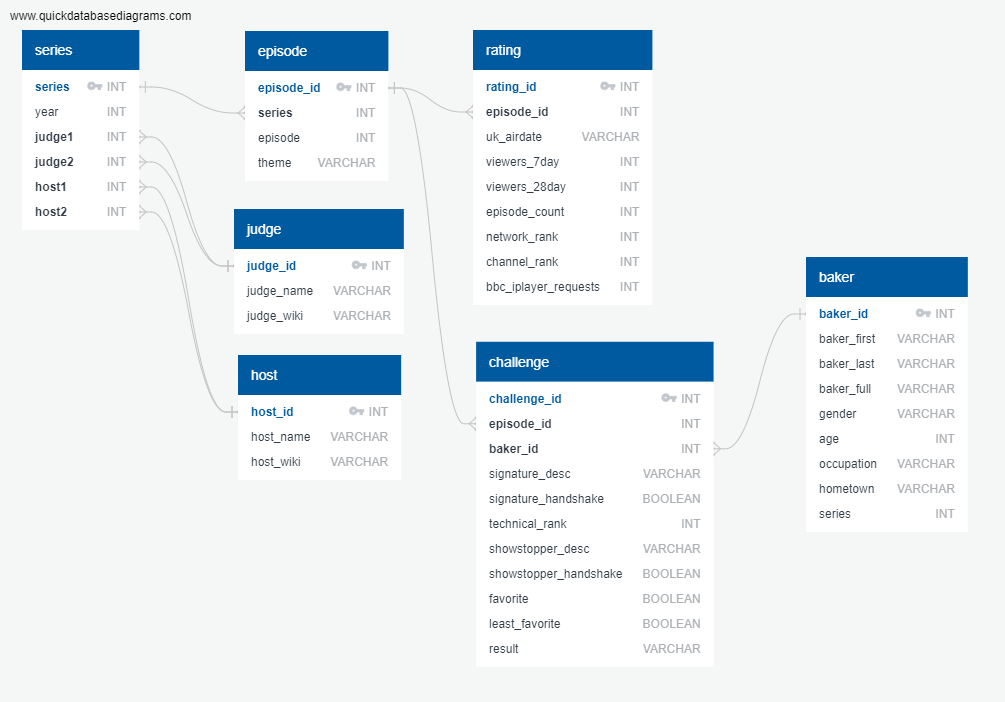 www.quickdatabasediagrams.com
series
series INT
year INT
judge1 INT
judge2 INT
host1 INT
host2 INT
episode
episode_id INT
series INT
episode INT
theme VARCHAR
rating
rating_id INT
episode_id INT
uk_airdate VARCHAR
viewers_7day INT
viewers_28day INT
episode_count INT
network_rank INT
channel_rank INT
bbc_iplayer_requests INT
judge
judge_id INT
judge_name VARCHAR
judge_wiki VARCHAR
host
host_id INT
host_name VARCHAR
host_wiki VARCHAR
challenge
challenge_id INT
episode_id INT
baker_id INT
signature_desc VARCHAR
signature_handshake BOOLEAN
technical_rank INT
showstopper_desc VARCHAR
showstopper_handshake BOOLEAN
favorite BOOLEAN
least_favorite BOOLEAN
result VARCHAR
baker
baker_id INT
baker_first VARCHAR
baker_last VARCHAR
baker_full VARCHAR
gender VARCHAR
age INT
occupation VARCHAR
hometown VARCHAR
series INT